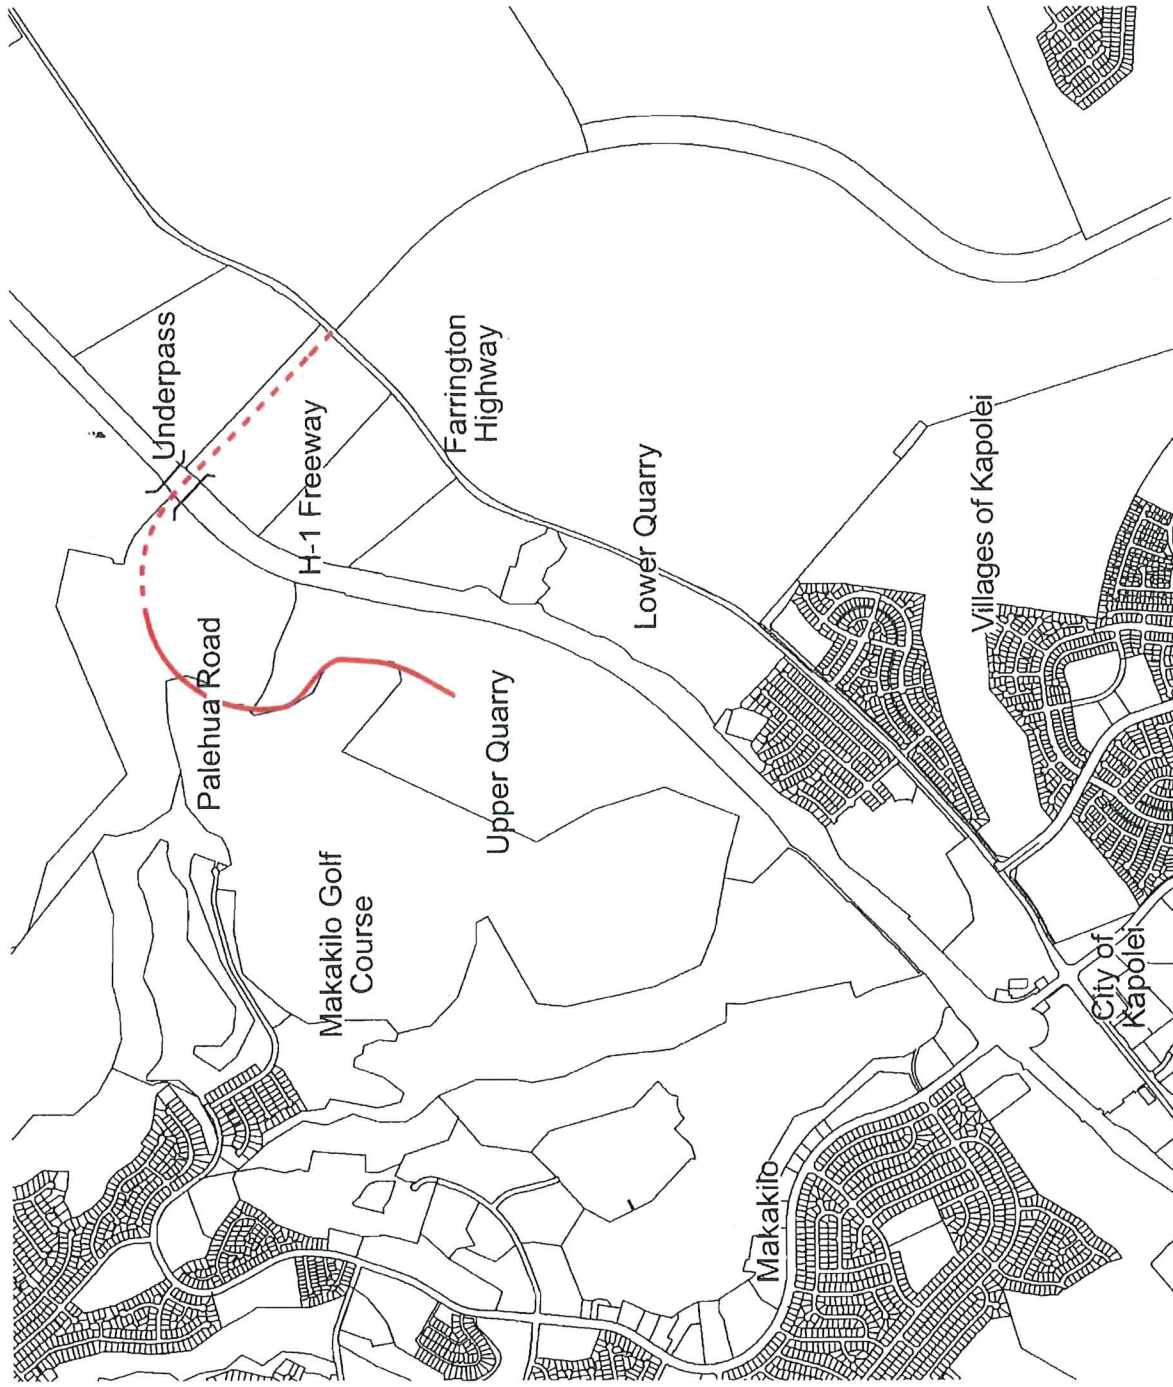 Underpass
H-1 Freeway
Farrington
Highway
Palehua Road
Lower Quarry
Villages of Kapolei
Upper Quarry
Makakilo Golf
Course
City of
Kapolei
Makakilo